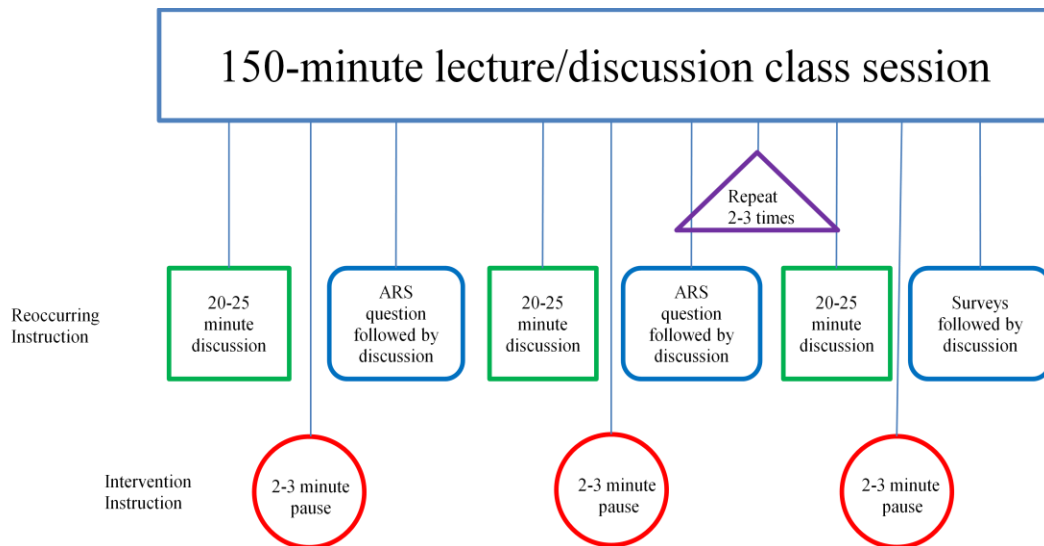 150-minute lecture/discussion class session
Repeat
2-3 times
Reoccurring
Instruction
20-25
minute
discussion
ARS
question
followed by
discussion
20-25
minute
discussion
ARS
question
followed by
discussion
20-25
minute
discussion
Surveys
followed by
discussion
Intervention
Instruction
2-3 minute
pause
2-3 minute
pause
2-3 minute
pause